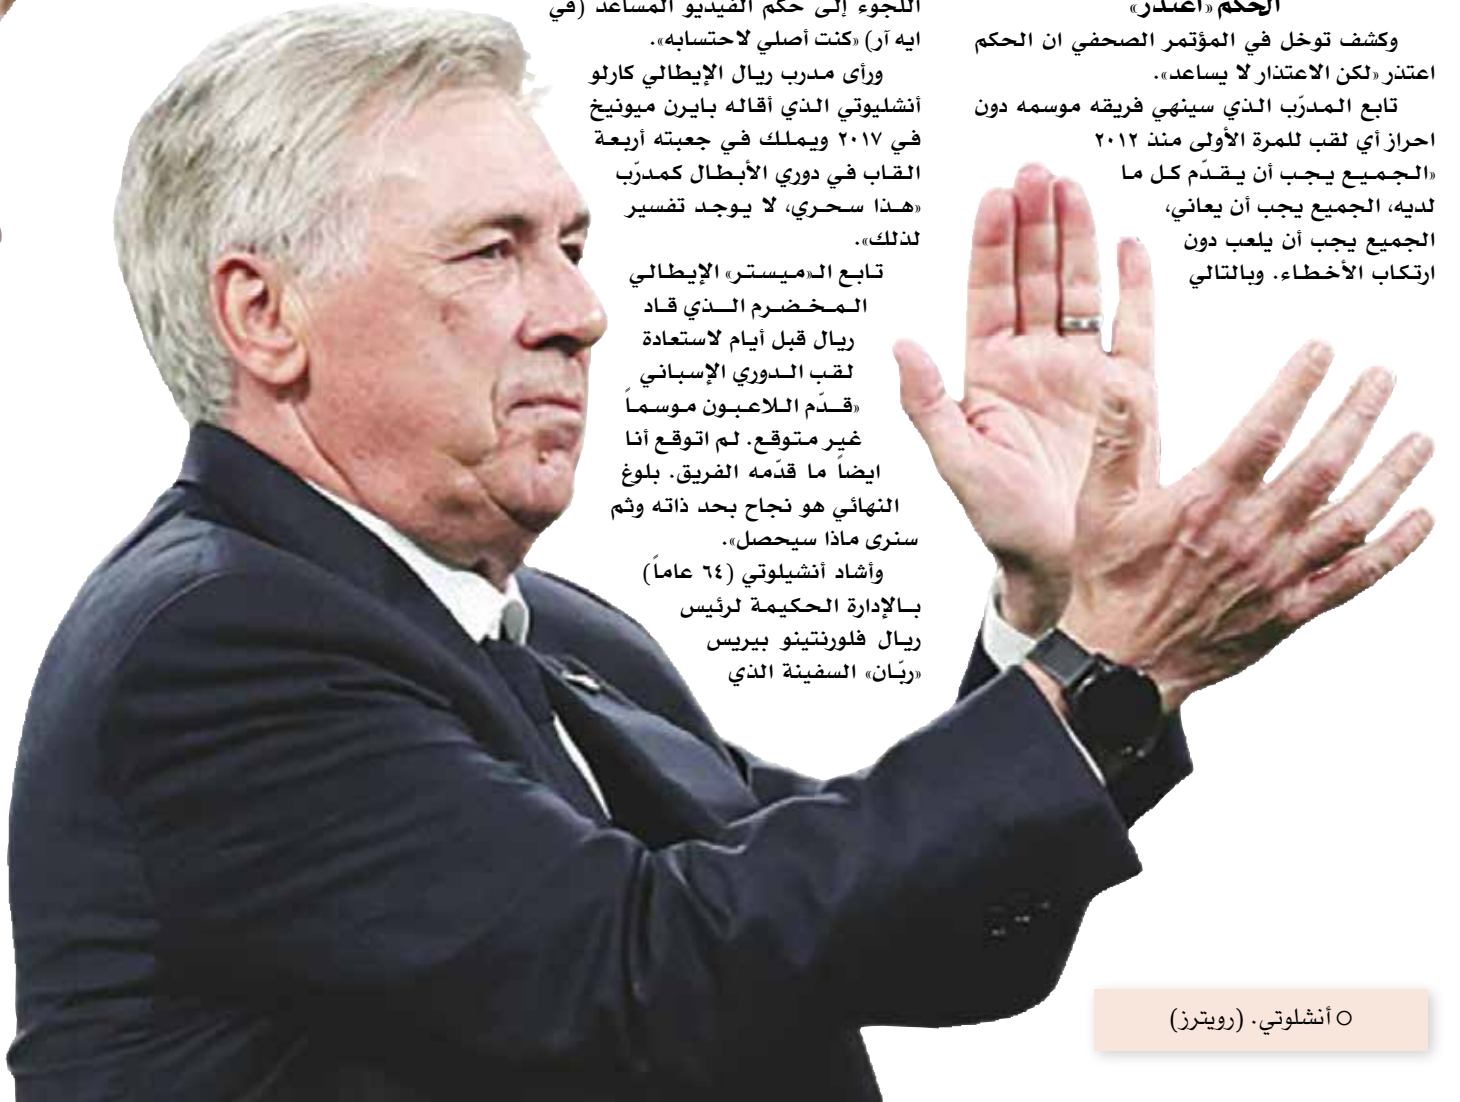 الحكم «اعتذر»
وكشف توخل في المؤتمر الصحفي ان الحكم
اعتذر «لكن الاعتذار لا يساعد».
تابع المدرّب الذي سينهي فريقه موسمه دون
احراز أي لقب للمرة الأولى منذ ٢٠١٢
«الجميع يجب أن يقدّم كل ما
لديه، الجميع يجب أن يعاني،
الجميع يجب أن يلعب دون
ارتكاب الأخطاء. وبالتالي
اللجوء إلى حكم الفيديو المساعد (في
ايه آر) «كنت أصلي لاحتسابه».
ورأى مدرب ريال الإيطالي كارلو
أنشليوتي الذي أقاله بايرن ميونيخ
في ٢٠١٧ ويملك في جعبته أربعة
القاب في دوري الأبطال كمدرّب
«هذا سحري، لا يوجد تفسير
لذلك».
تابع الـ«ميستر» الإيطالي
المخضرم الذي قاد
ريال قبل أيام لاستعادة
لقب الدوري الإسباني
«قدّم اللاعبون موسماً
غير متوقع. لم اتوقع أنا
ايضاً ما قدّمه الفريق. بلوغ
النهائي هو نجاح بحد ذاته وثم
سنرى ماذا سيحصل».
وأشاد أنشيلوتي (٦٤ عاماً)
بالإدارة الحكيمة لرئيس
ريال فلورنتينو بيريس
«ربّان» السفينة الذي
○ أنشلوتي. (رويترز)